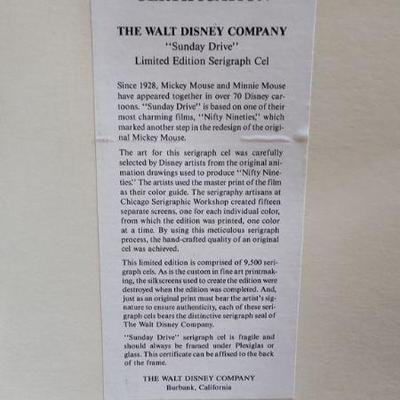 THE WALT DISNEY COMPANY
"Sunday Drive"
Limited Edition Serigraph Cel
Since 1928, Mickey Mouse and Minnie Mouse
have appeared together in over 70 Disney car-
toons. "Sunday Drive" is based on one of their
most charming films, "Nifty Nineties," which
marked another step in the redesign of the origi-
nal Mickey Mouse.
The art for this serigraph cel was carefully
selected by Disney artists from the original ani-
mation drawings used to produce "Nifty Nine-
ties." The artists used the master print of the film
as their color guide. The serigraphy artisans at
Chicago Serigraphic Workshop created fifteen
separate screens, one for each individual color,
from which the edition was printed, one color
at a time. By using this meticulous serigraph
process, the hand-crafted quality of an original
cel was achieved.
This limited edition is comprised of 9,500 seri-
graph cels. As is the custom in fine art printmak-
ing, the silkscreens used to create the edition were
destroyed when the edition was completed. And,
just as an original print must bear the artist's sig-
nature to ensure authenticity, each of these seri-
graph cels bears the distinctive serigraph seal of
The Walt Disney Company.
"Sunday Drive" serigraph cel is fragile and
should always be framed under Plexiglas or
glass. This certificate can be affixed to the back
of the frame.
THE WALT DISNEY COMPANY
Burbank, California